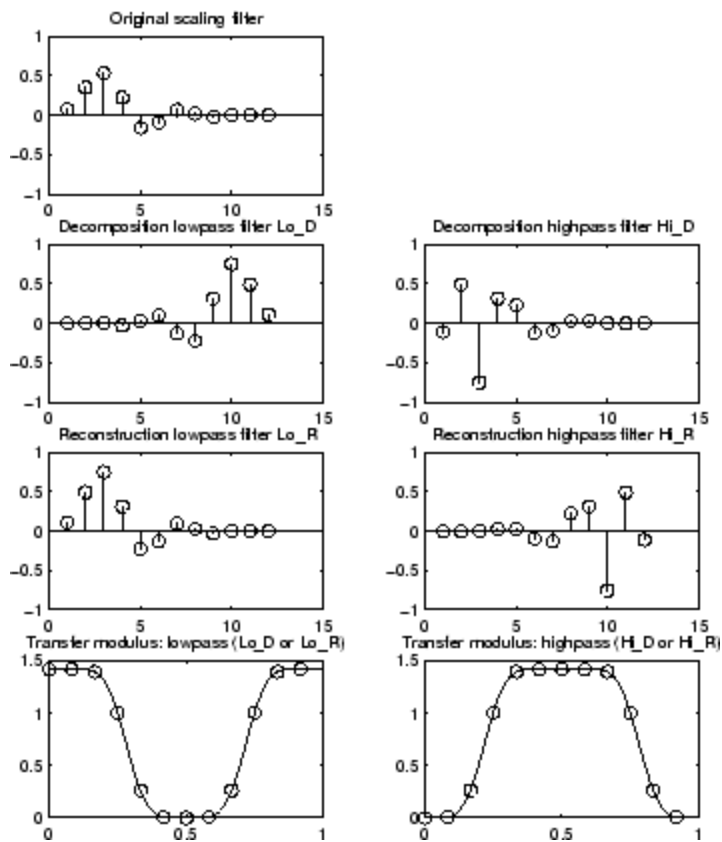 Original scaling filter
1
0.5
0
−0.5
−1
0 5 10 15
Decomposition lowpass filter Lo_D
1
0.5
0
−0.5
−1
0 5 10 15
Decomposition highpass filter Hi_D
1
0.5
0
−0.5
−1
0 5 10 15
Reconstruction lowpass filter Lo_R
1
0.5
0
−0.5
−1
0 5 10 15
Reconstruction highpass filter Hi_R
1
0.5
0
−0.5
−1
0 5 10 15
Transfer modulus: lowpass (Lo_D or Lo_R)
1.5
1
0.5
0
0 0.5 1
Transfer modulus: highpass (Hi_D or Hi_R)
1.5
1
0.5
0
0 0.5 1